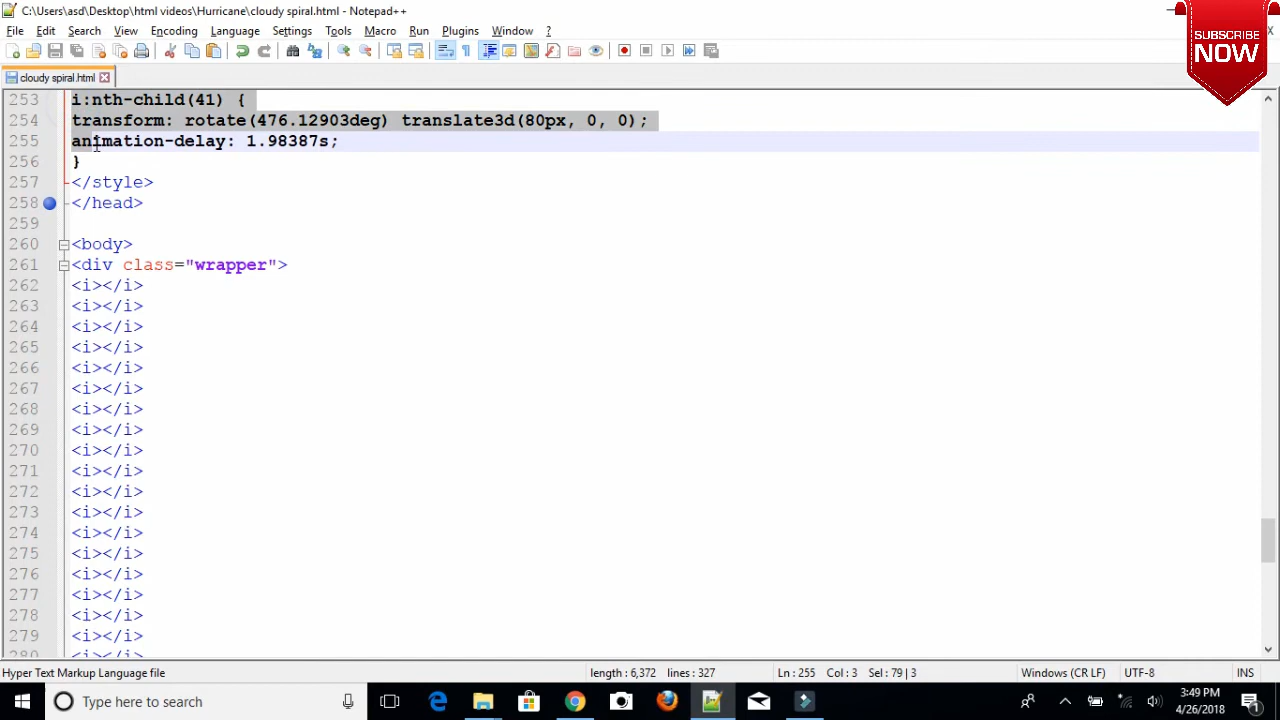 C:\Users\asd\Desktop\html videos\Hurricane\cloudy spiral.html - Notepad++
SUBSCRIBE
NOW
File Edit Search View Encoding Language Settings Tools Macro Run Plugins Window ?
cloudy spiral.html
253 i:nth-child(41) {
254 transform: rotate(476.12903deg) translate3d(80px, 0, 0);
255 animation-delay: 1.98387s;
256 }
257 </style>
258 </head>
259
260 <body>
261 <div class="wrapper">
262 <i></i>
263 <i></i>
264 <i></i>
265 <i></i>
266 <i></i>
267 <i></i>
268 <i></i>
269 <i></i>
270 <i></i>
271 <i></i>
272 <i></i>
273 <i></i>
274 <i></i>
275 <i></i>
276 <i></i>
277 <i></i>
278 <i></i>
279 <i></i>
280 <i></i>
Hyper Text Markup Language file length : 6,372 lines : 327 Ln : 255 Col : 3 Sel : 79 | 3 Windows (CR LF) UTF-8 INS
Type here to search
3:49 PM
4/26/2018
1